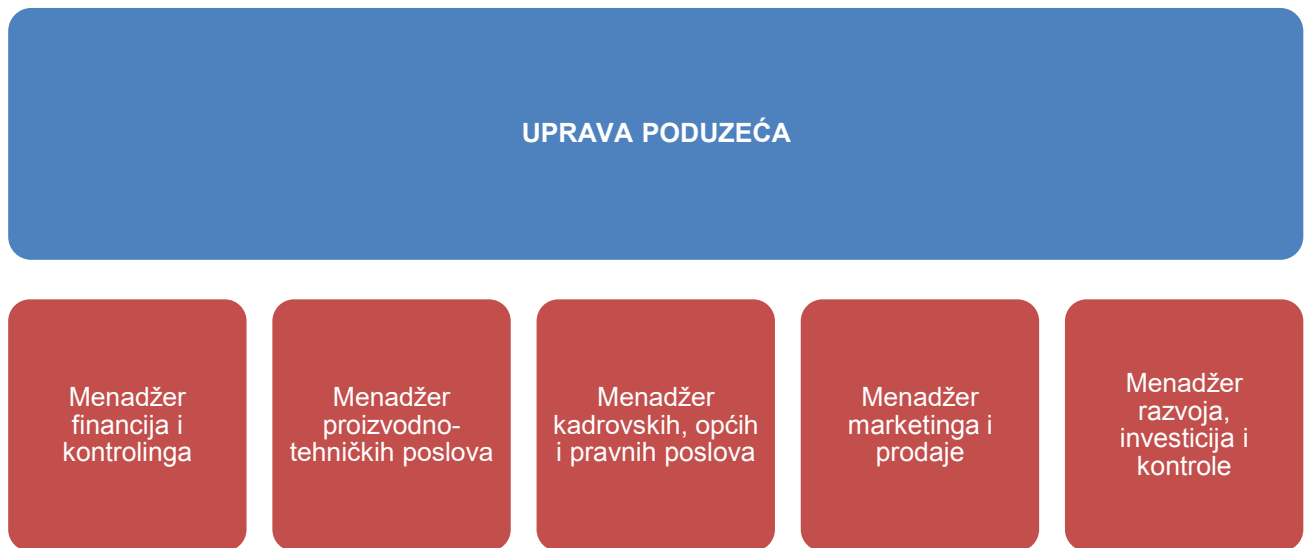 UPRAVA PODUZEĆA
Menadžer
financija i
kontrolinga
Menadžer
proizvodno-
tehničkih poslova
Menadžer
kadrovskih, općih
i pravnih poslova
Menadžer
marketinga i
prodaje
Menadžer
razvoja,
investicija i
kontrole